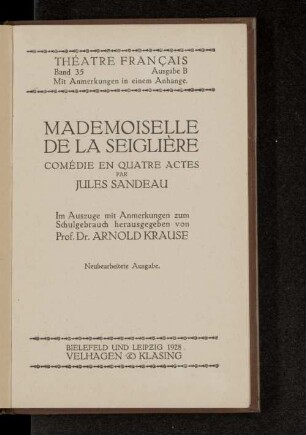 THÉATRE FRANÇAIS
Band 35 Ausgabe B
Mit Anmerkungen in einem Anhange.
MADEMOISELLE
DE LA SEIGLIÈRE
COMÉDIE EN QUATRE ACTES
PAR
JULES SANDEAU
Im Auszuge mit Anmerkungen zum
Schulgebrauch herausgegeben von
Prof. Dr. ARNOLD KRAUSE
Neubearbeitete Ausgabe.
BIELEFELD UND LEIPZIG 1928
VELHAGEN & KLASING